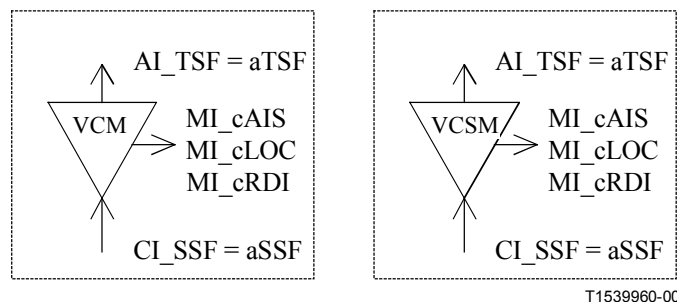 AI_TSF = aTSF
VCM
MI_cAIS
MI_cLOC
MI_cRDI
CI_SSF = aSSF
AI_TSF = aTSF
VCSM
MI_cAIS
MI_cLOC
MI_cRDI
CI_SSF = aSSF
T1539960-00